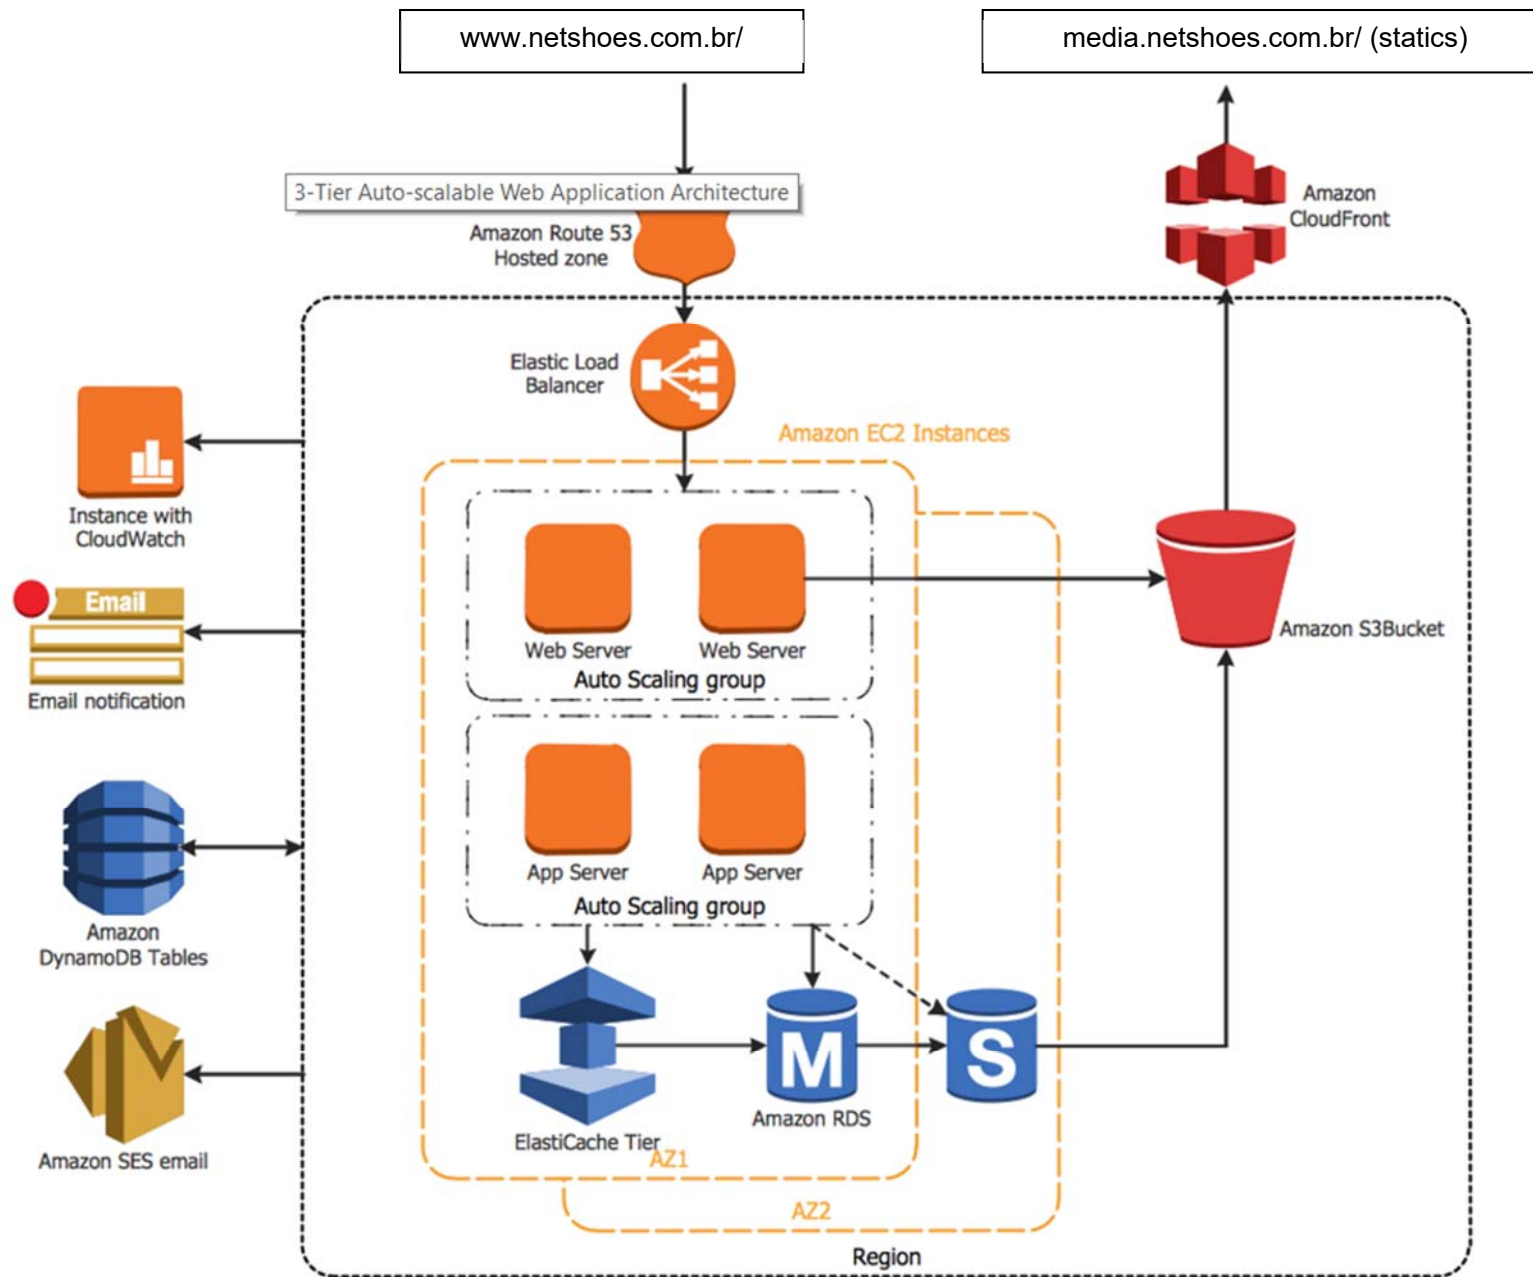 www.netshoes.com.br/
media.netshoes.com.br/ (statics)
3-Tier Auto-scalable Web Application Architecture
Amazon Route 53
Hosted zone
Amazon
CloudFront
Elastic Load
Balancer
Amazon EC2 Instances
Instance with
CloudWatch
Email
Email notification
Web Server
Web Server
Auto Scaling group
Amazon S3Bucket
App Server
App Server
Auto Scaling group
Amazon
DynamoDB Tables
M
S
Amazon RDS
ElastiCache Tier
AZ1
Amazon SES email
AZ2
Region